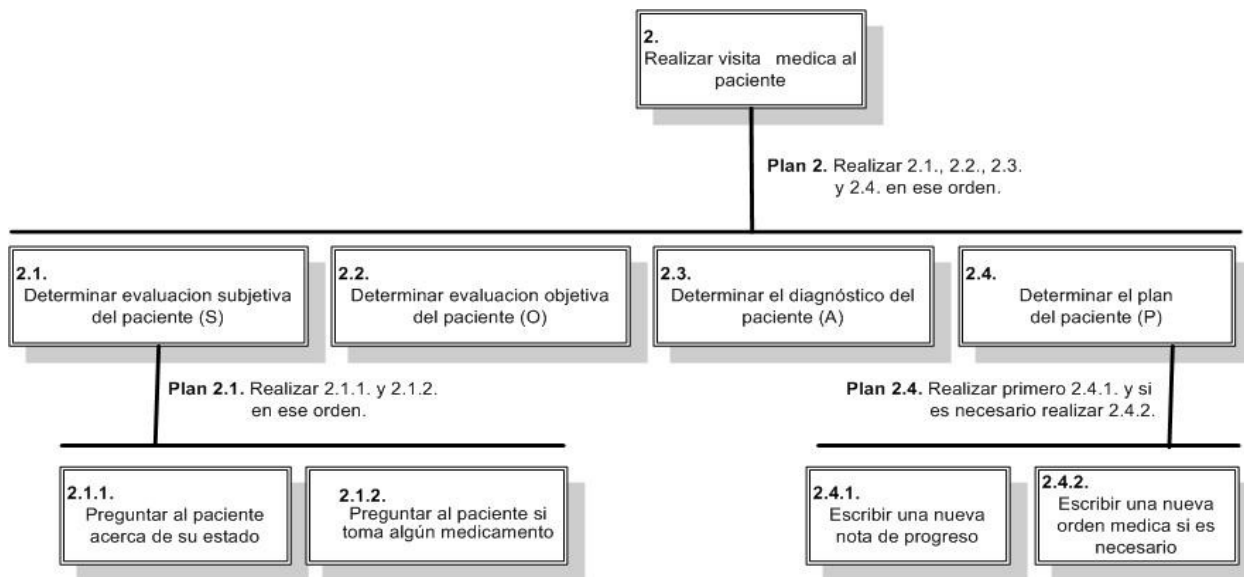 2.
Realizar visita medica al
paciente
Plan 2. Realizar 2.1., 2.2., 2.3.
y 2.4. en ese orden.
2.1.
Determinar evaluacion subjetiva
del paciente (S)
2.2.
Determinar evaluacion objetiva
del paciente (O)
2.3.
Determinar el diagnóstico del
paciente (A)
2.4.
Determinar el plan
del paciente (P)
Plan 2.1. Realizar 2.1.1. y 2.1.2.
en ese orden.
Plan 2.4. Realizar primero 2.4.1. y si
es necesario realizar 2.4.2.
2.1.1.
Preguntar al paciente
acerca de su estado
2.1.2.
Preguntar al paciente si
toma algún medicamento
2.4.1.
Escribir una nueva
nota de progreso
2.4.2.
Escribir una nueva
orden medica si es
necesario